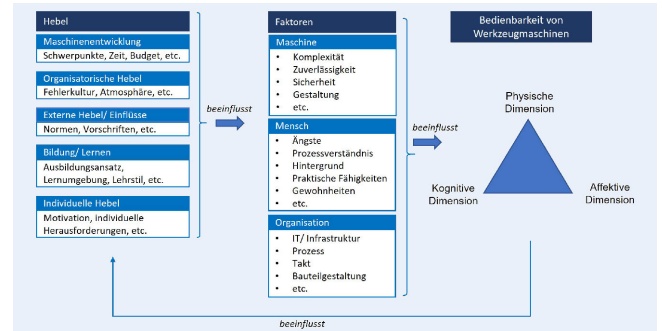 Hebel
Maschinenentwicklung
Schwerpunkte, Zeit, Budget, etc.
Organisatorische Hebel
Fehlerkultur, Atmosphäre, etc.
Externe Hebel/ Einflüsse
Normen, Vorschriften, etc.
Bildung/ Lernen
Ausbildungsansatz,
Lernumgebung, Lehrstil, etc.
Individuelle Hebel
Motivation, individuelle
Herausforderungen, etc.
beeinflusst
Faktoren
Maschine
• Komplexität
• Zuverlässigkeit
• Sicherheit
• Gestaltung
• etc.
Mensch
• Ängste
• Prozessverständnis
• Hintergrund
• Praktische Fähigkeiten
• Gewohnheiten
• etc.
Organisation
• IT/ Infrastruktur
• Prozess
• Takt
• Bauteilgestaltung
• etc.
beeinflusst
Bedienbarkeit von
Werkzeugmaschinen
Physische
Dimension
Kognitive
Dimension
Affektive
Dimension
beeinflusst